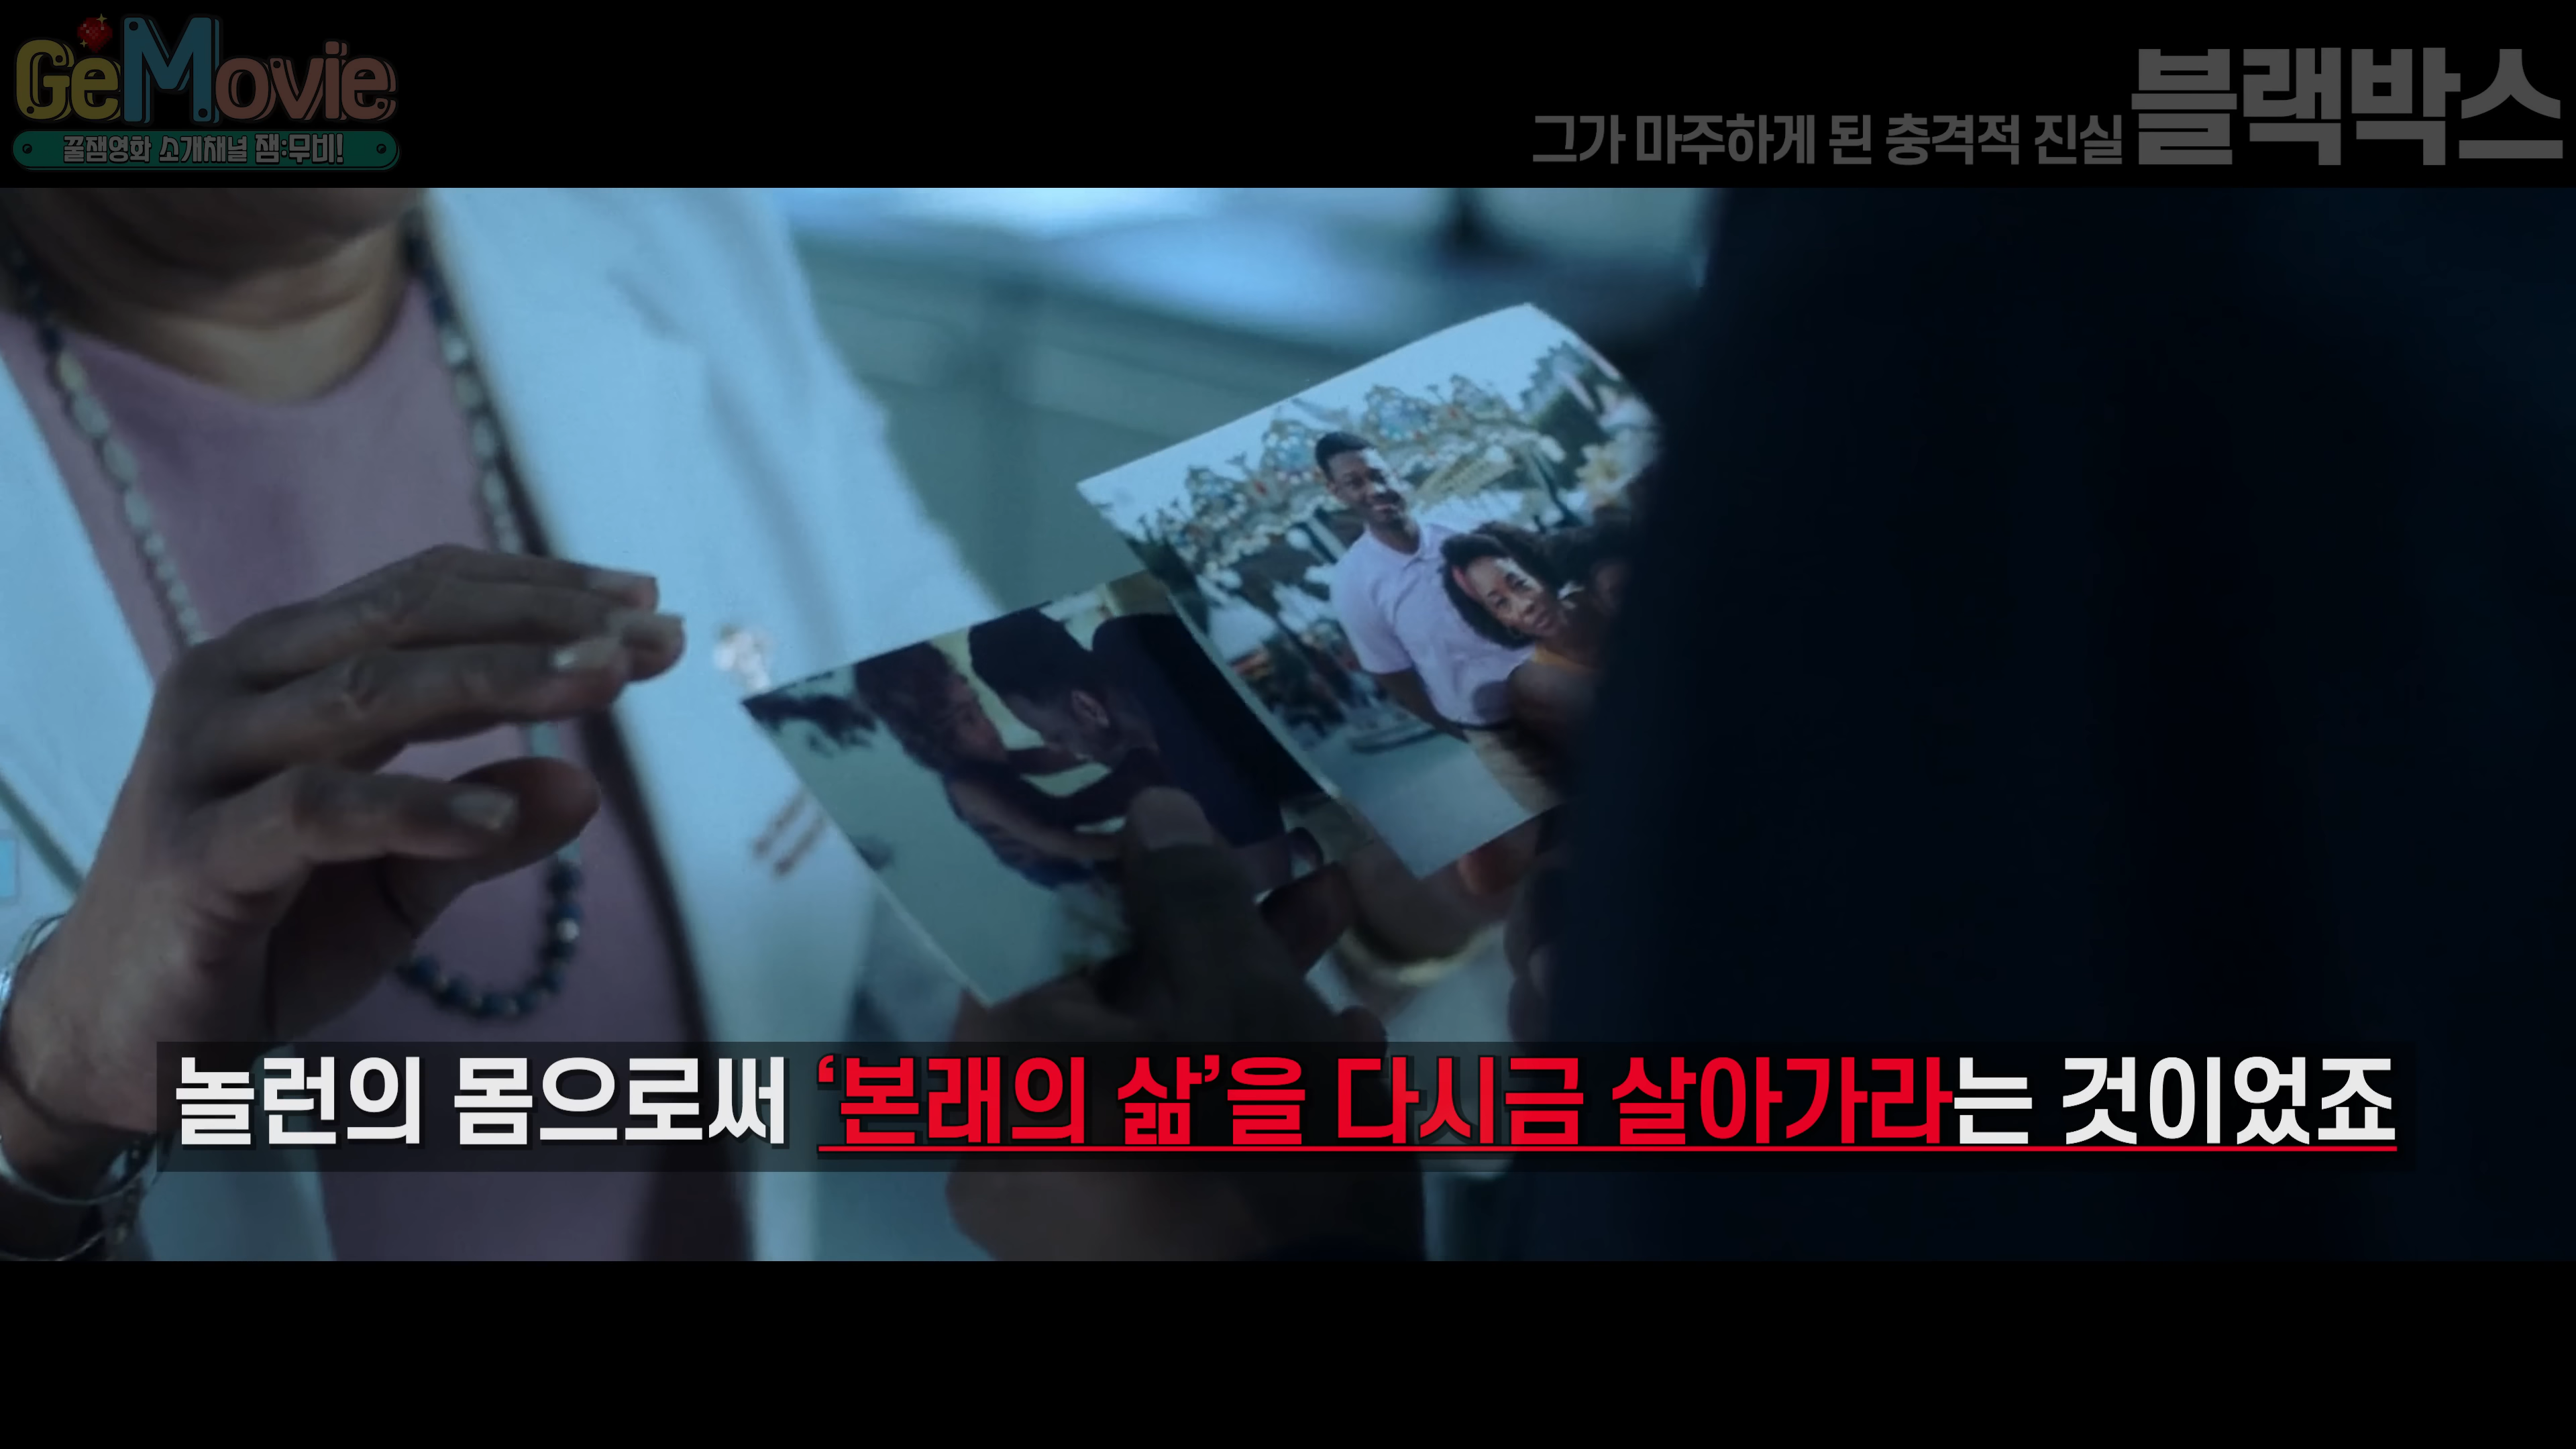 GeMovie
꿀잼영화 소개채널 잼:무비!
그가 마주하게 된 충격적 진실 블랙박스
놀런의 몸으로써 ‘본래의 삶’을 다시금 살아가라는 것이었죠